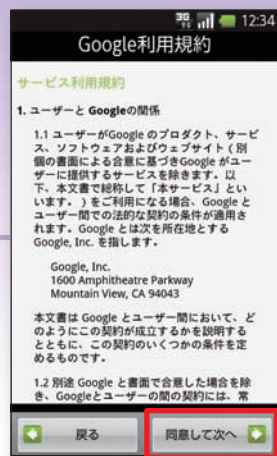 3G 12:34
Google利用規約
サービス利用規約
1. ユーザーと Googleの関係
1.1 ユーザーがGoogle のプロダクト、サービ
ス、ソフトウェアおよびウェブサイト ( 別
個の書面による合意に基づきGoogle がユー
ザーに提供するサービスを除きます。以
下、本文書で総称して「本サービス」とい
います。 ) をご利用になる場合、Google と
ユーザー間での法的な契約の条件が適用さ
れます。Google とは次を所在地とする
Google, Inc. を指します。
Google, Inc.
1600 Amphitheatre Parkway
Mountain View, CA 94043
本文書は Google とユーザー間において、ど
のようにこの契約が成立するかを説明する
とともに、この契約のいくつかの条件を定
めるものです。
1.2 別途 Google と書面で合意した場合を除
き、Googleとユーザーの間の契約には、常
戻る
同意して次へ